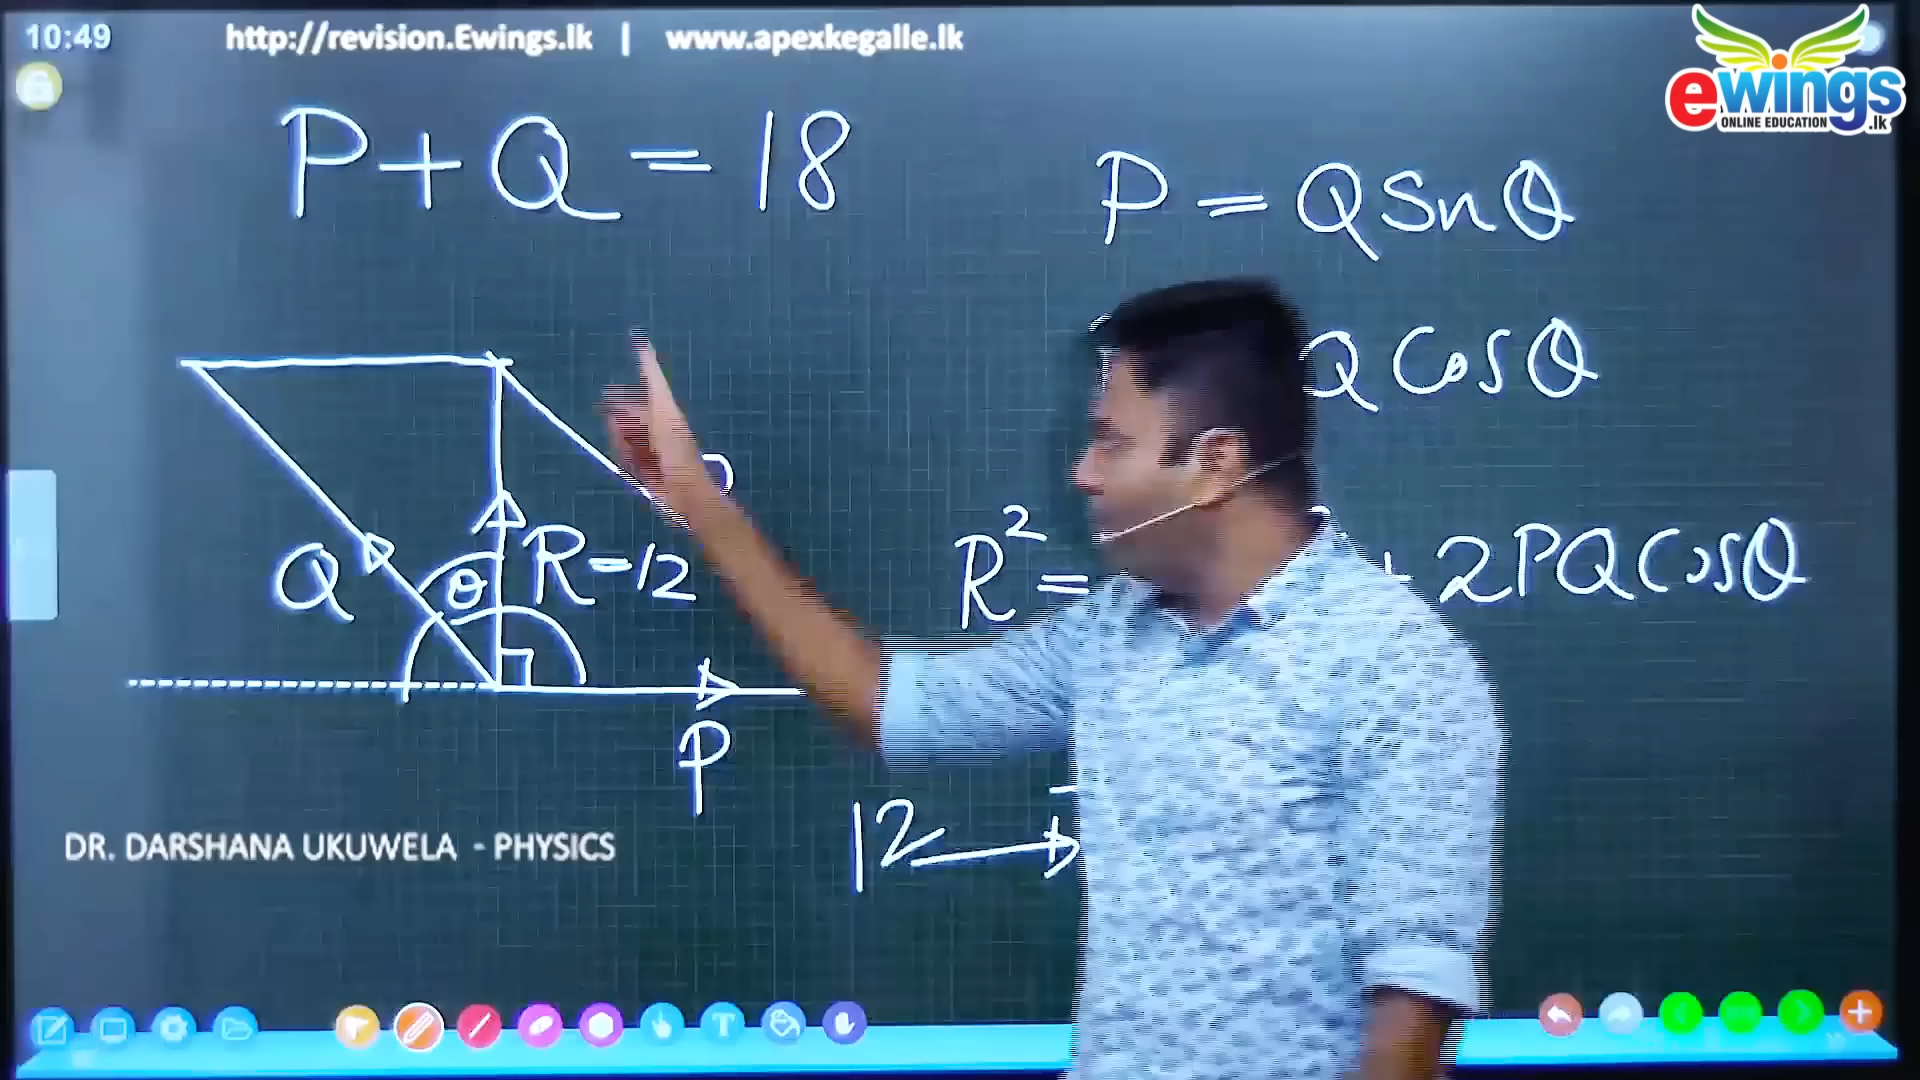 10:49
http://revision.Ewings.lk | www.apexkegalle.lk
ewings
ONLINE EDUCATION .lk
P + Q = 18
P = Q Sin θ
Q Cos θ
R² = + 2PQ Cos θ
Q θ R = 12
P
12
DR. DARSHANA UKUWELA - PHYSICS